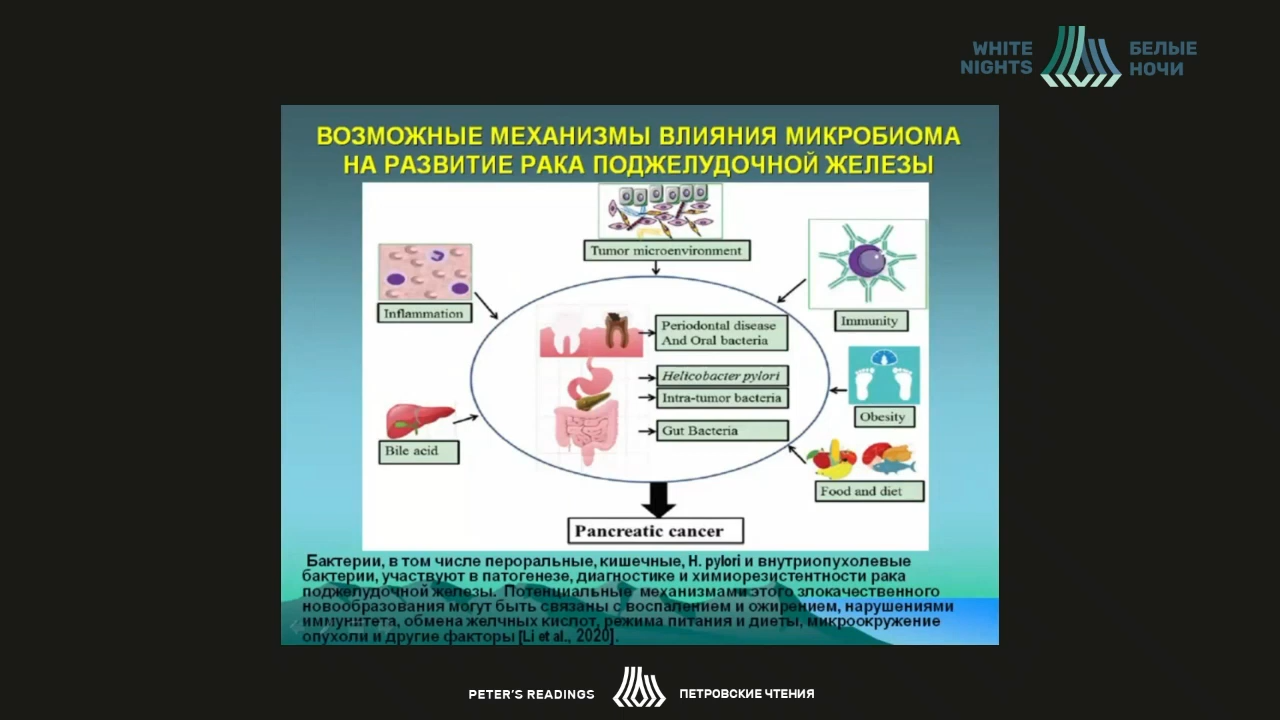 WHITE
NIGHTS
БЕЛЫЕ
НОЧИ
ВОЗМОЖНЫЕ МЕХАНИЗМЫ ВЛИЯНИЯ МИКРОБИОМА
НА РАЗВИТИЕ РАКА ПОДЖЕЛУДОЧНОЙ ЖЕЛЕЗЫ
Tumor microenvironment
Inflammation
Immunity
Periodontal disease
And Oral bacteria
Helicobacter pylori
Intra-tumor bacteria
Gut Bacteria
Obesity
Bile acid
Food and diet
Pancreatic cancer
Бактерии, в том числе пероральные, кишечные, H. pylori и внутриопухолевые
бактерии, участвуют в патогенезе, диагностике и химиорезистентности рака
поджелудочной железы. Потенциальные механизмами этого злокачественного
новообразования могут быть связаны с воспалением и ожирением, нарушениями
иммунитета, обмена желчных кислот, режима питания и диеты, микроокружение
опухоли и другие факторы [Li et al., 2020].
PETER'S READINGS
ПЕТРОВСКИЕ ЧТЕНИЯ